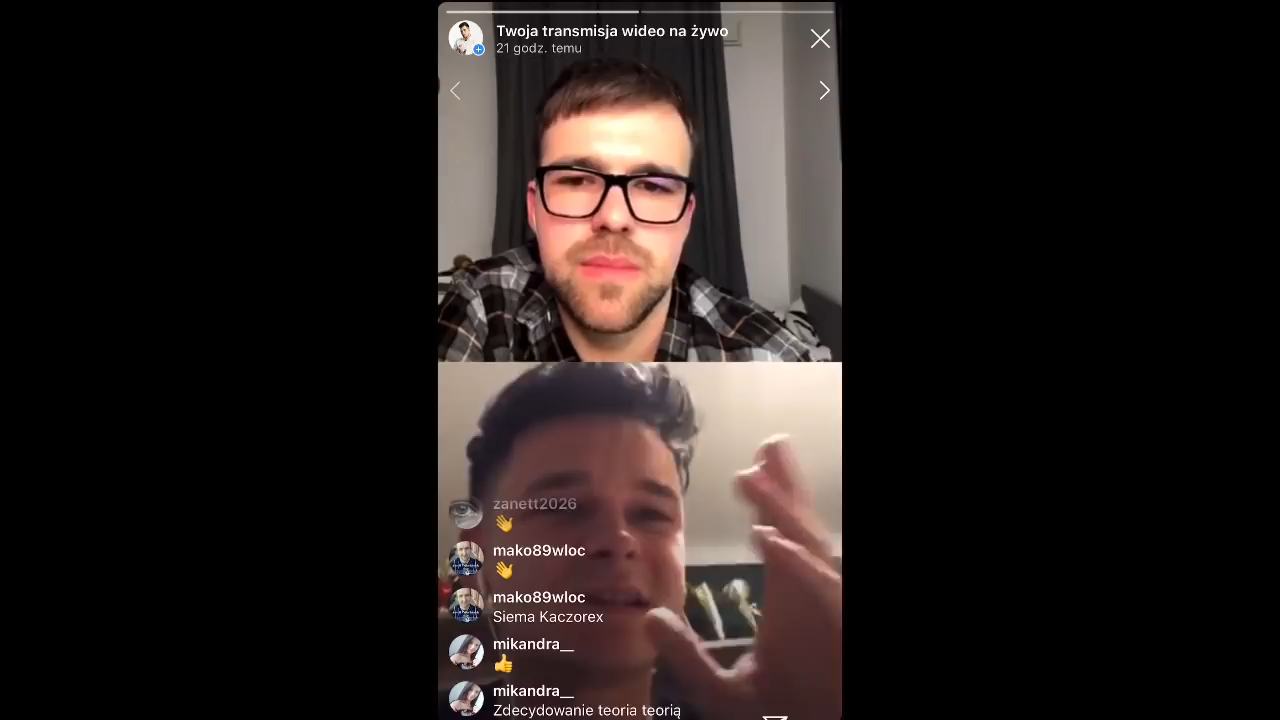 Twoja transmisja wideo na żywo
21 godz. temu
zanett2026
👋
mako89wloc
👋
mako89wloc
Siema Kaczorex
mikandra__
👍
mikandra__
Zdecydowanie teoria teorią